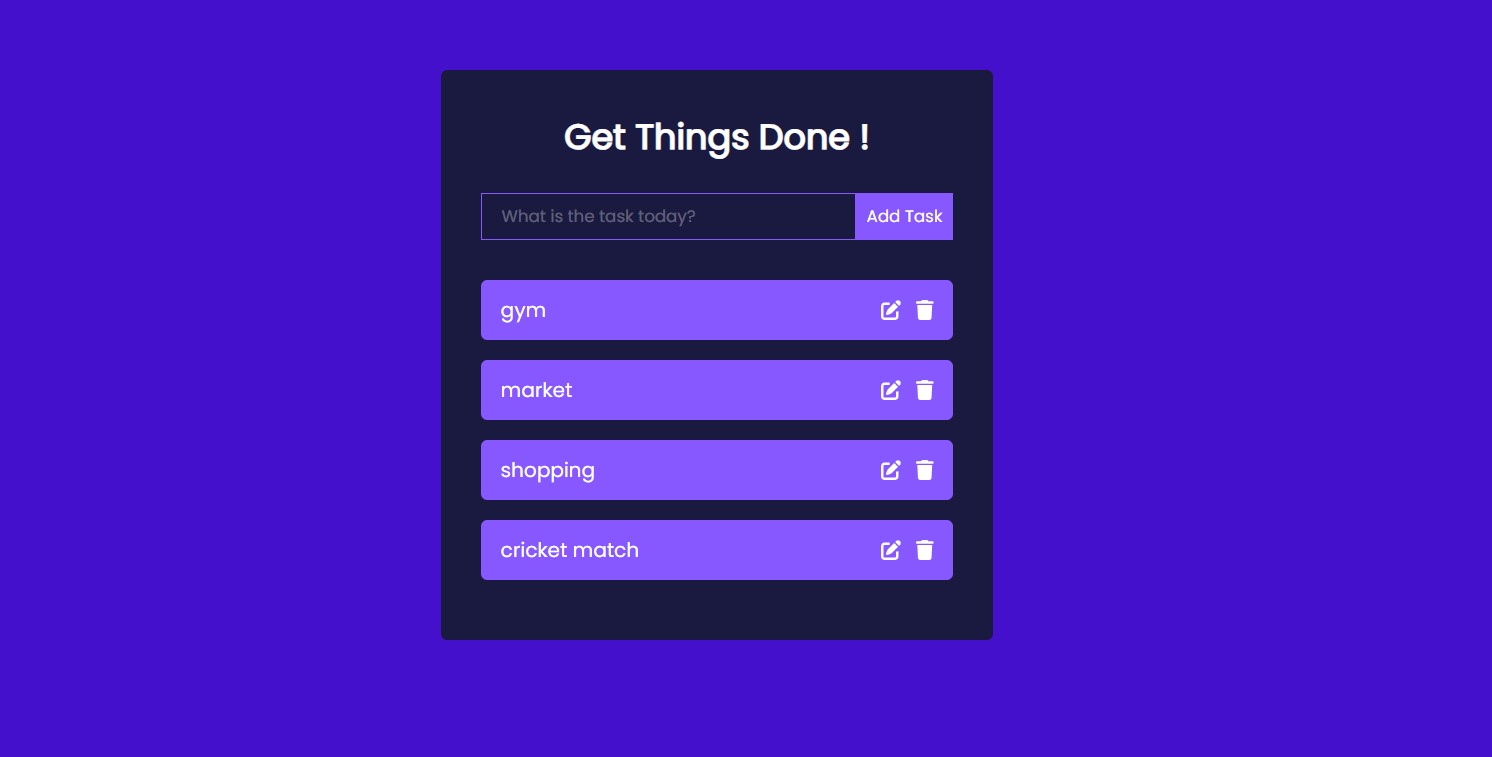 Get Things Done !
What is the task today?
Add Task
gym
market
shopping
cricket match